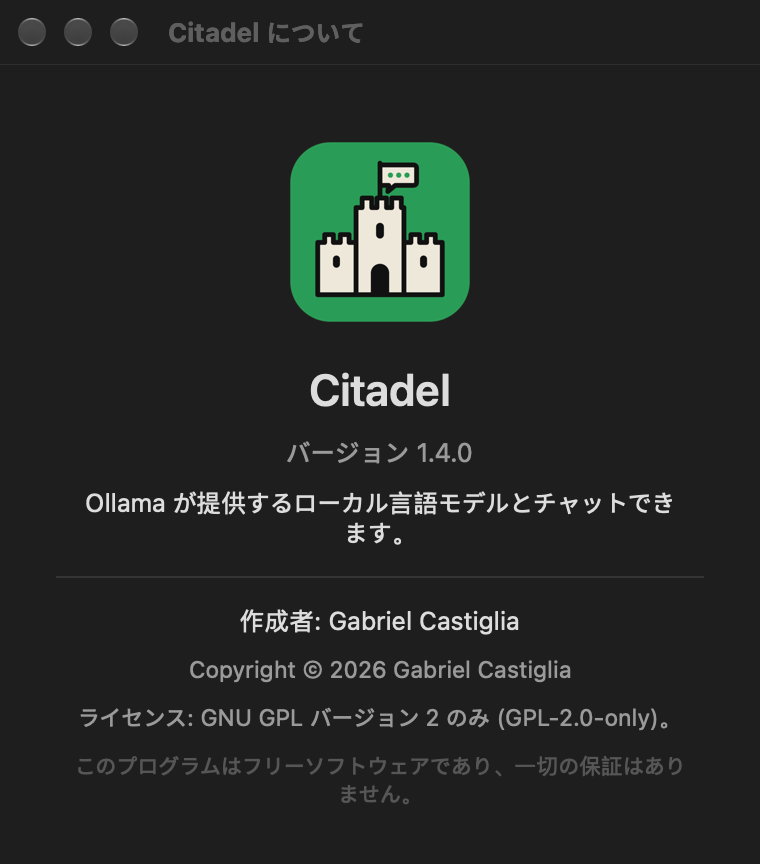 Citadel について
Citadel
バージョン 1.4.0
Ollama が提供するローカル言語モデルとチャットでき
ます。
作成者: Gabriel Castiglia
Copyright © 2026 Gabriel Castiglia
ライセンス: GNU GPL バージョン 2 のみ (GPL-2.0-only)。
このプログラムはフリーソフトウェアであり、一切の保証はあり
ません。